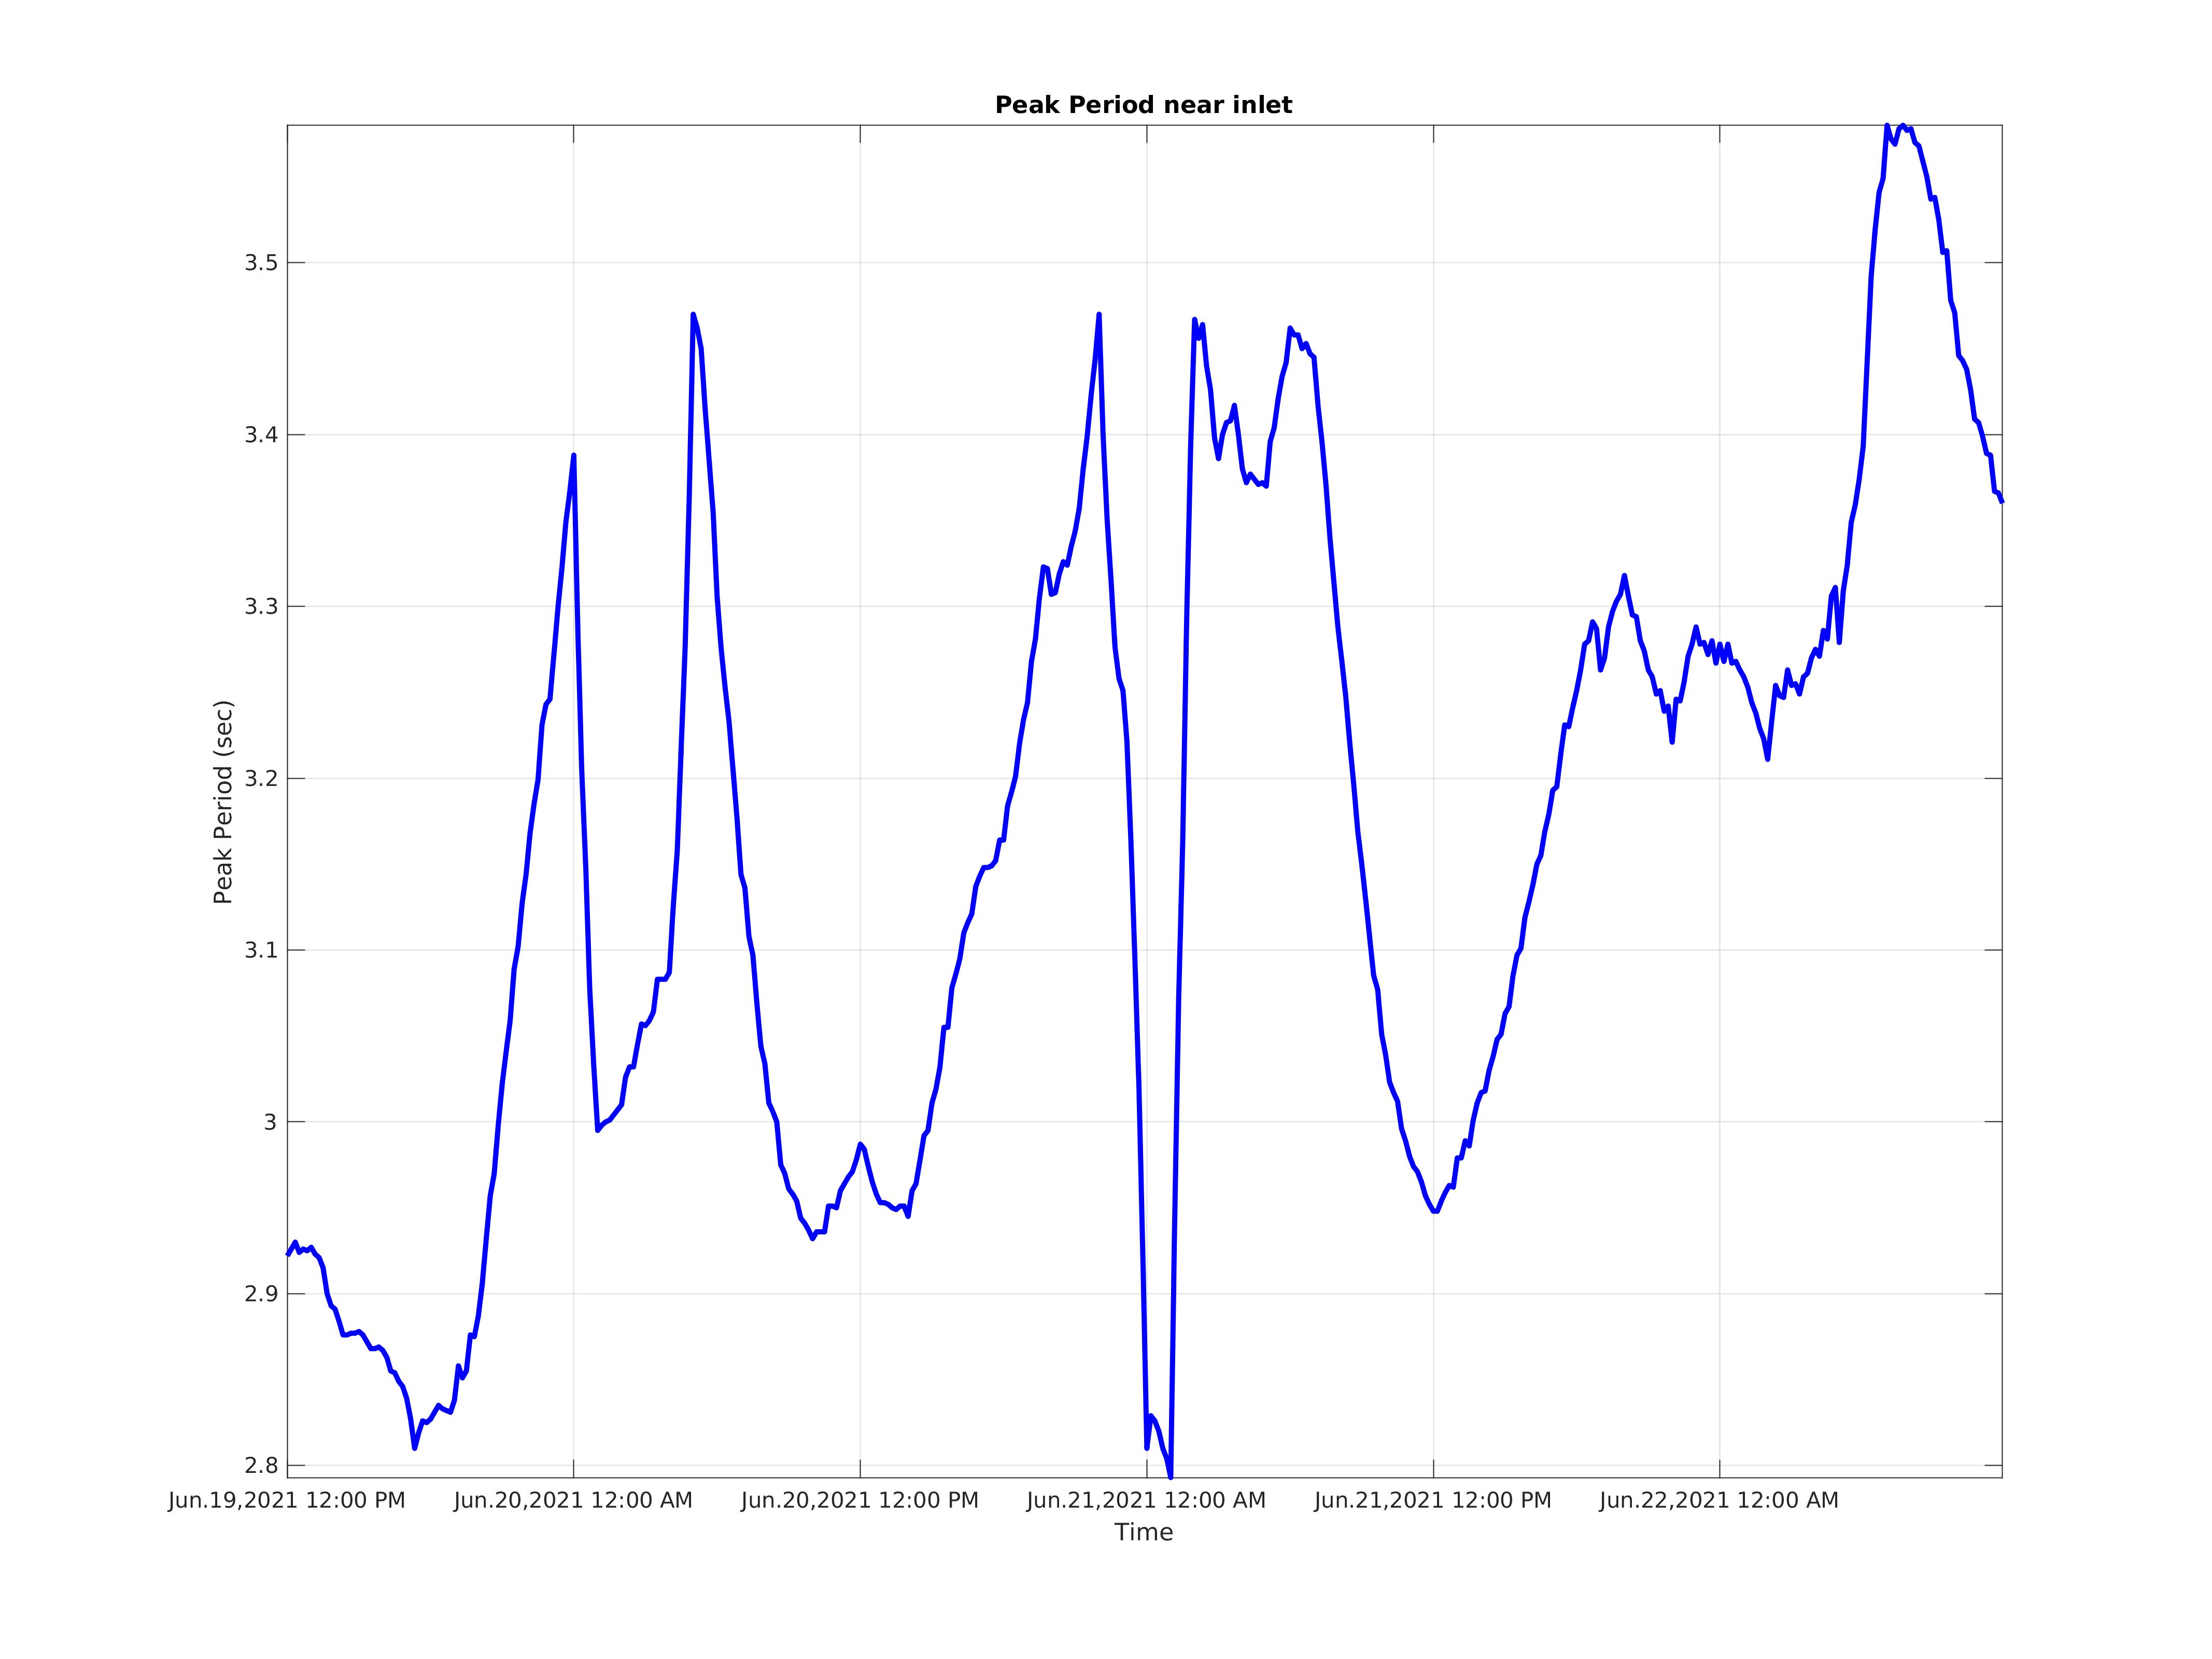 Peak Period near inlet
3.5
3.4
3.3
3.2
3.1
3
2.9
2.8
Peak Period (sec)
Jun.19,2021 12:00 PM
Jun.20,2021 12:00 AM
Jun.20,2021 12:00 PM
Jun.21,2021 12:00 AM
Jun.21,2021 12:00 PM
Jun.22,2021 12:00 AM
Time